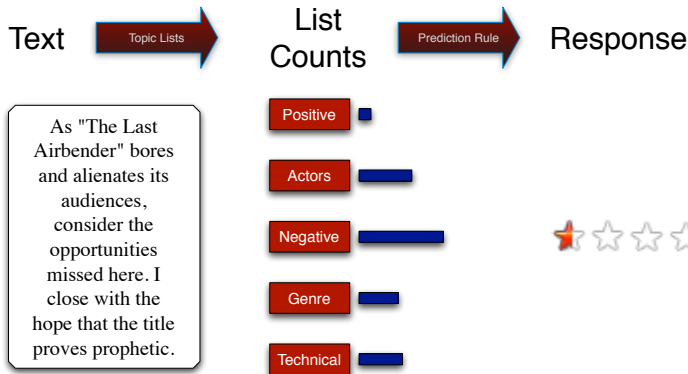 Text
Topic Lists
List
Counts
Prediction Rule
Response
As "The Last
Airbender" bores
and alienates its
audiences,
consider the
opportunities
missed here. I
close with the
hope that the title
proves prophetic.
Positive
Actors
Negative
Genre
Technical